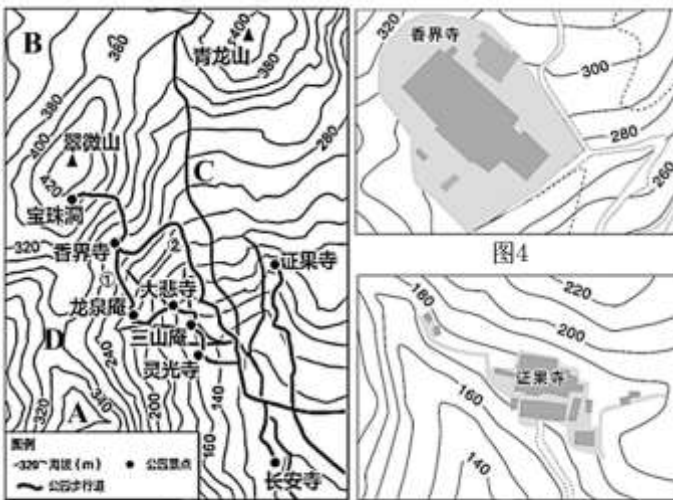 B
380
青龙山
400
380
380
400
翠微山
420
280
C
宝珠洞
320
香界寺
②
①
大悲寺
证果寺
龙泉庵
三山庵
D
240
灵光寺
340
200
140
320
A
160
图例
320 海拔(m)
公园景点
公园步行道
长安寺
320
香界寺
300
280
260
图4
180
220
200
证果寺
160
140